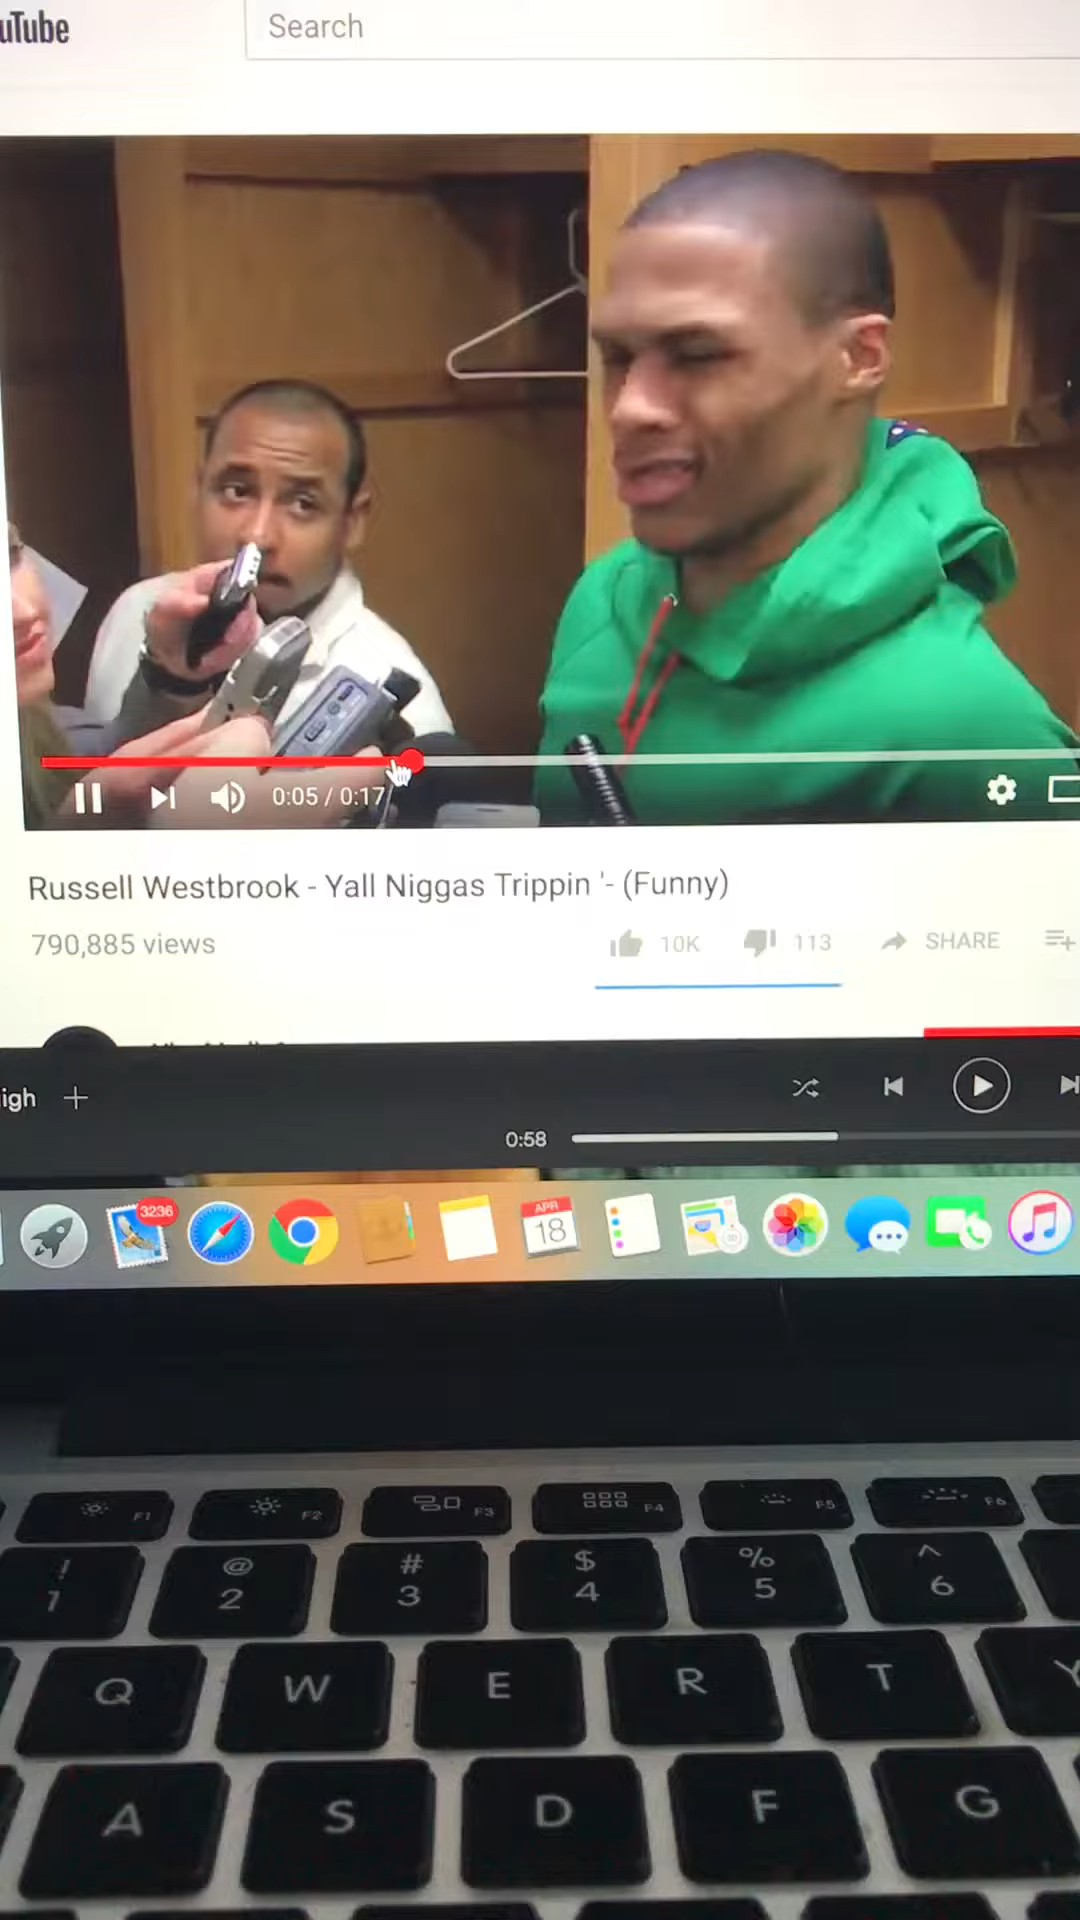 uTube
Search
0:05 / 0:17
Russell Westbrook - Yall Niggas Trippin '- (Funny)
790,885 views
10K
113
SHARE
igh
0:58
3236
APR
18
F1
F2
F3
F4
F5
F6
! 1
@ 2
# 3
$ 4
% 5
^ 6
Q W E R T Y
A S D F G